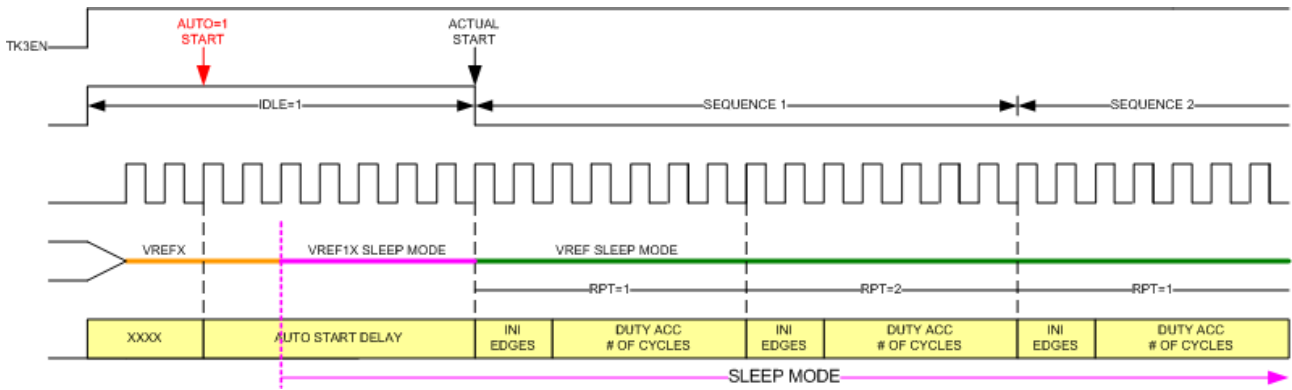 AUTO=1
START
ACTUAL
START
TK3EN
IDLE=1
SEQUENCE 1
SEQUENCE 2
VREFX
VREF1X SLEEP MODE
VREF SLEEP MODE
RPT=1
RPT=2
RPT=1
XXXX
AUTO START DELAY
INI
EDGES
DUTY ACC
# OF CYCLES
INI
EDGES
DUTY ACC
# OF CYCLES
INI
EDGES
DUTY ACC
# OF CYCLES
SLEEP MODE